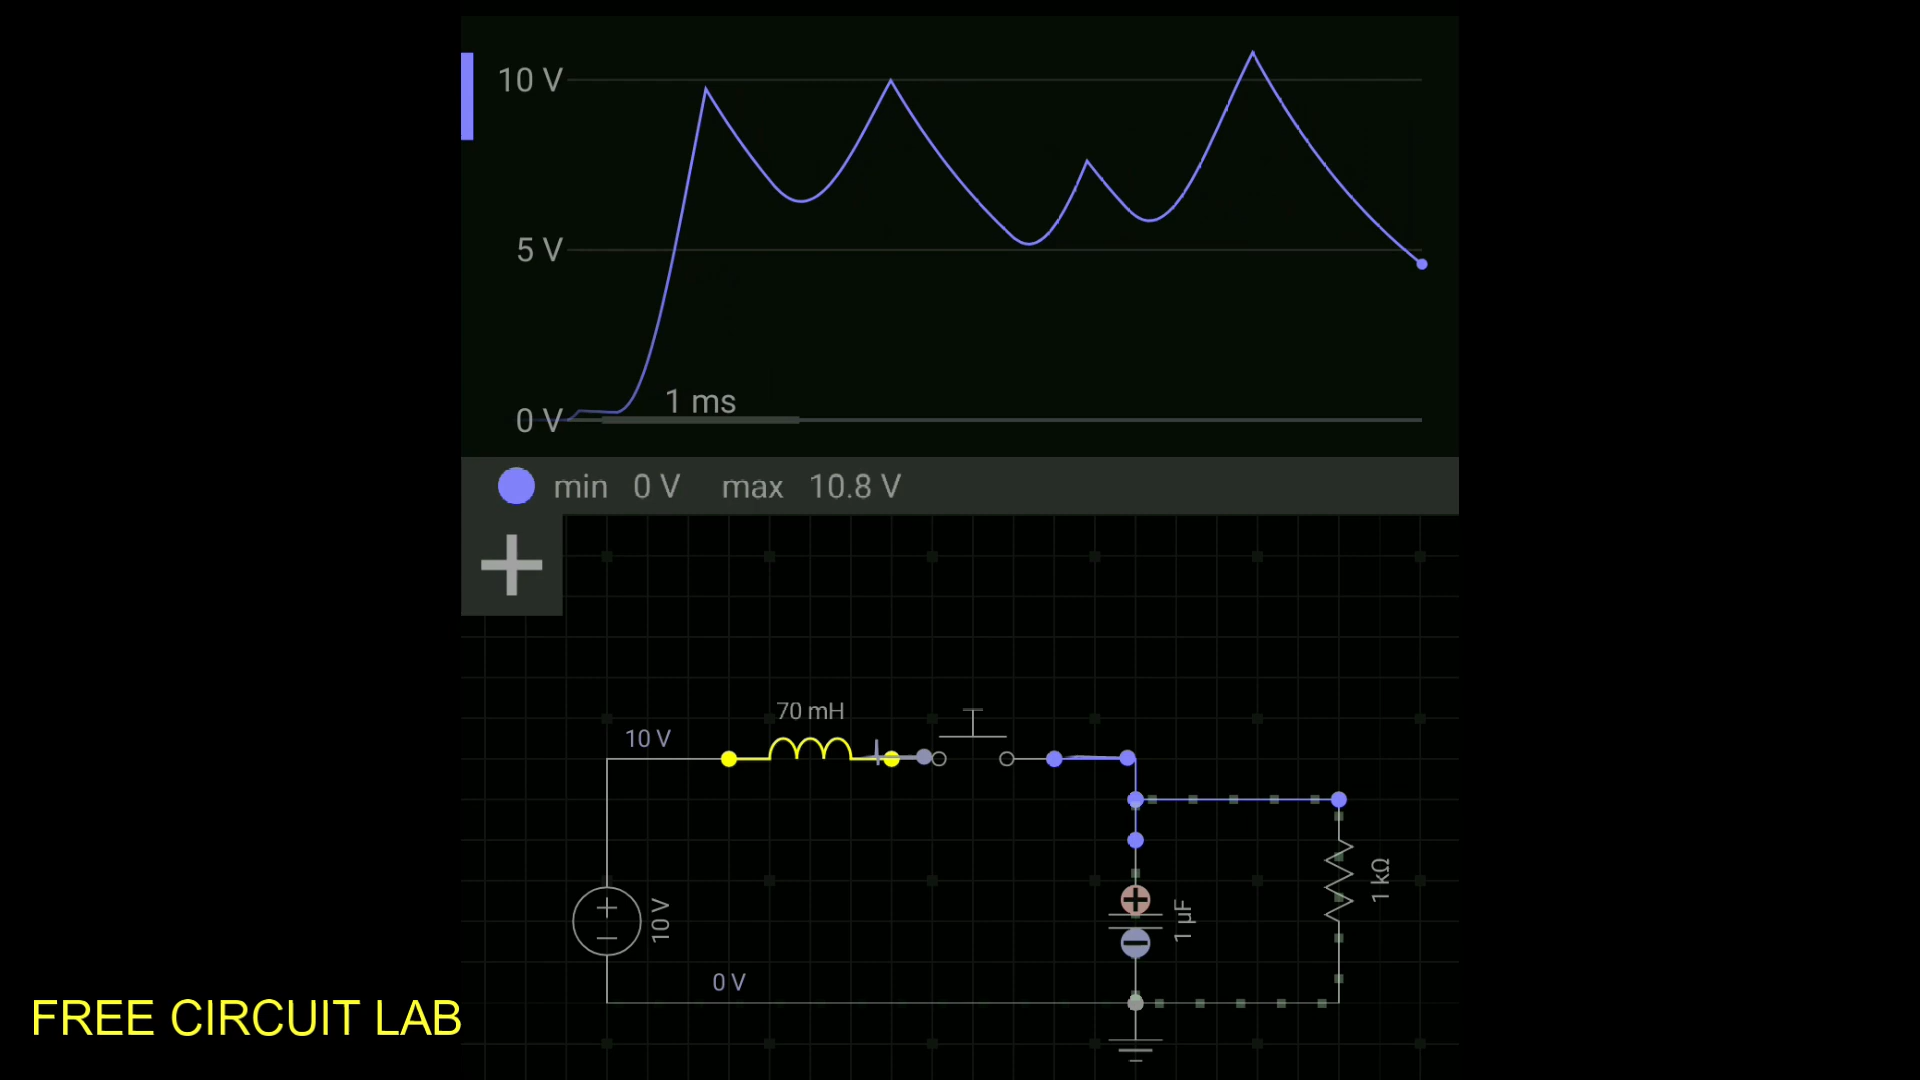 10 V
5 V
1 ms
0 V
min 0 V max 10.8 V
70 mH
10 V
1 kΩ
10 V
1 µF
0 V
FREE CIRCUIT LAB